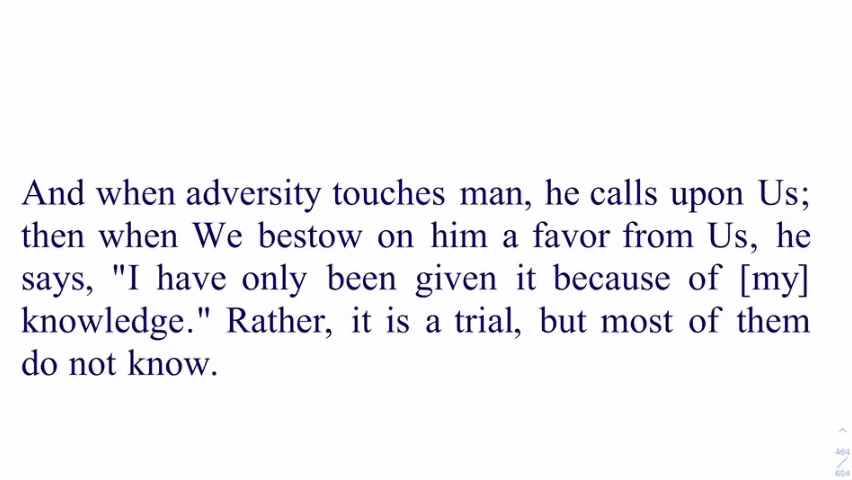 And when adversity touches man, he calls upon Us;
then when We bestow on him a favor from Us, he
says, "I have only been given it because of [my]
knowledge." Rather, it is a trial, but most of them
do not know.
464
604